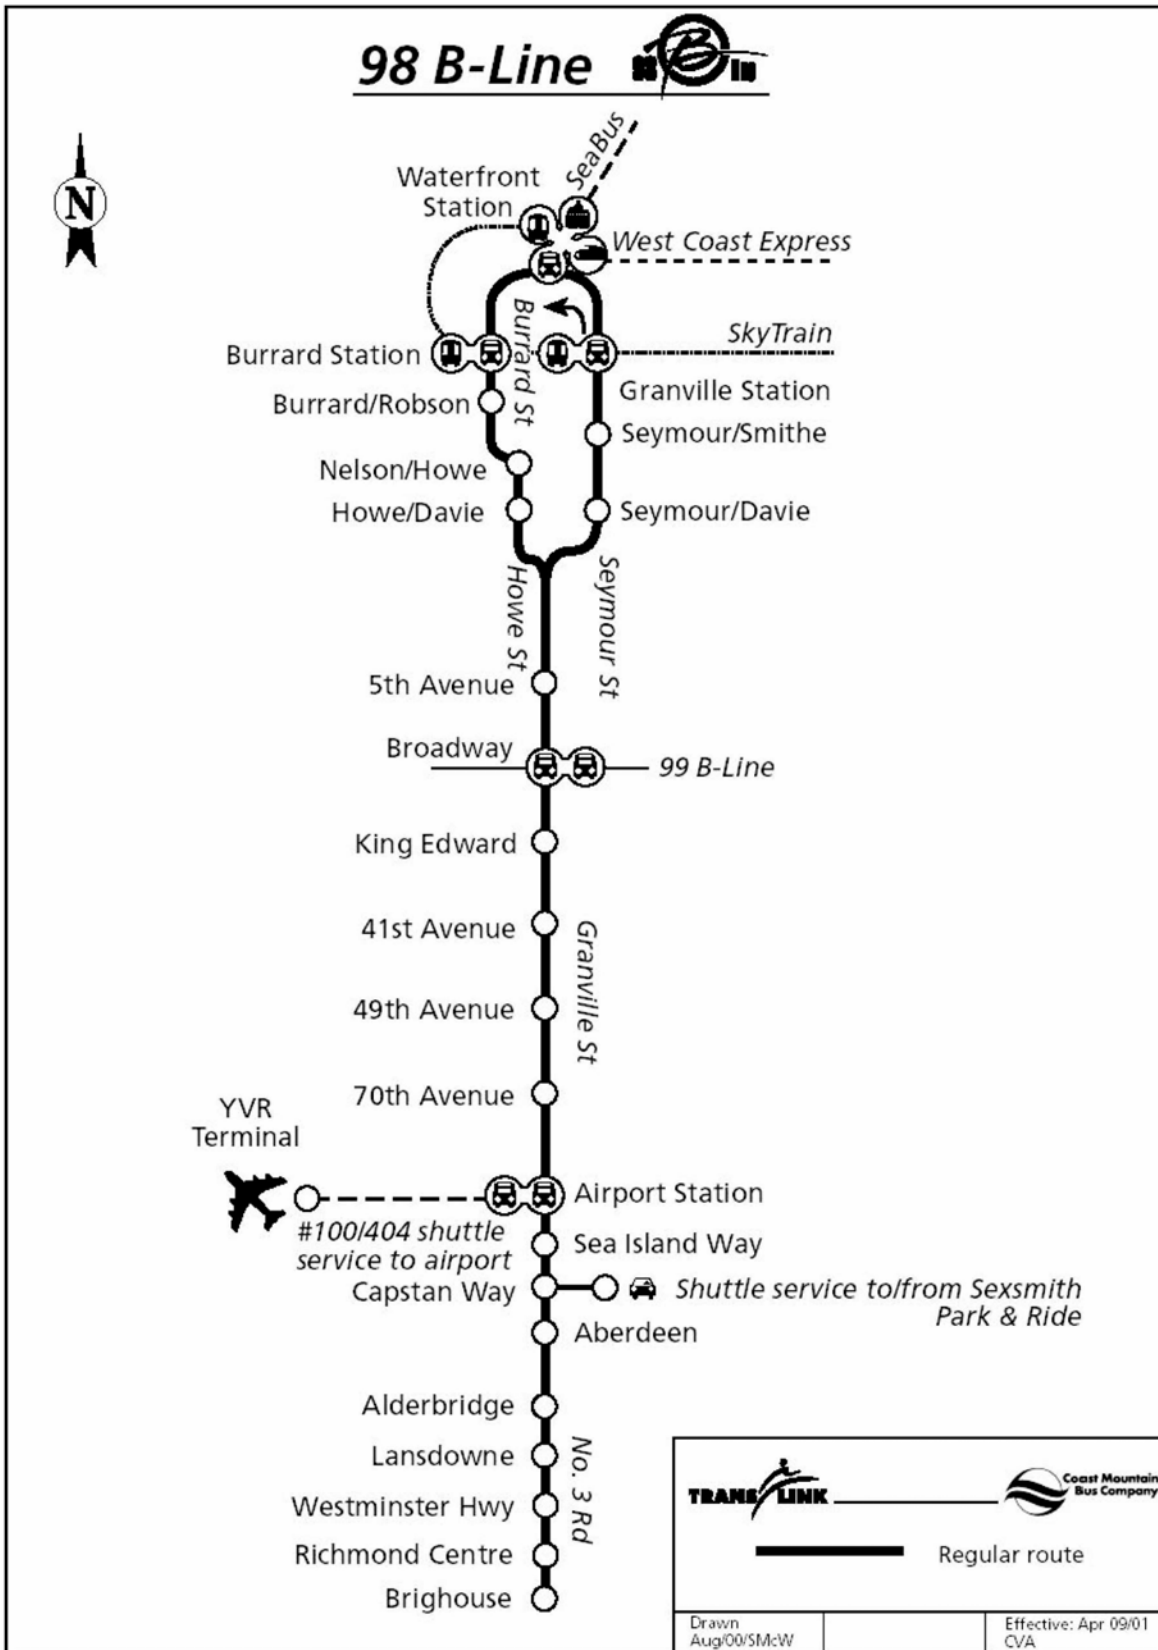 98 B-Line
B
N
SeaBus
Waterfront
Station
West Coast Express
Burrard St
SkyTrain
Burrard Station
Granville Station
Burrard/Robson
Seymour/Smithe
Nelson/Howe
Howe/Davie
Seymour/Davie
Howe St
Seymour St
5th Avenue
Broadway
99 B-Line
King Edward
41st Avenue
Granville St
49th Avenue
70th Avenue
YVR
Terminal
Airport Station
#100/404 shuttle
service to airport
Sea Island Way
Capstan Way
Shuttle service to/from Sexsmith
Park & Ride
Aberdeen
Alderbridge
Lansdowne
No. 3 Rd
Westminster Hwy
Richmond Centre
Brighouse
TRANSLINK
Coast Mountain
Bus Company
Regular route
Drawn
Aug/00/SMcW
Effective: Apr 09/01
CVA